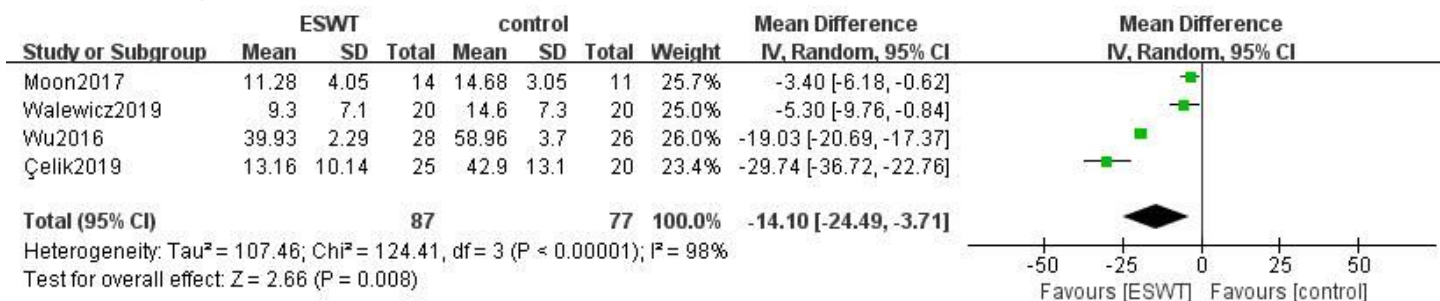 ESWT control Mean Difference Mean Difference
Study or Subgroup Mean SD Total Mean SD Total Weight IV, Random, 95% CI IV, Random, 95% CI
Moon2017 11.28 4.05 14 14.68 3.05 11 25.7% -3.40 [-6.18, -0.62]
Walewicz2019 9.3 7.1 20 14.6 7.3 20 25.0% -5.30 [-9.76, -0.84]
Wu2016 39.93 2.29 28 58.96 3.7 26 26.0% -19.03 [-20.69, -17.37]
Çelik2019 13.16 10.14 25 42.9 13.1 20 23.4% -29.74 [-36.72, -22.76]
Total (95% CI) 87 77 100.0% -14.10 [-24.49, -3.71]
Heterogeneity: Tau² = 107.46; Chi² = 124.41, df = 3 (P < 0.00001); I² = 98%
Test for overall effect: Z = 2.66 (P = 0.008)
-50 -25 0 25 50
Favours [ESWT] Favours [control]